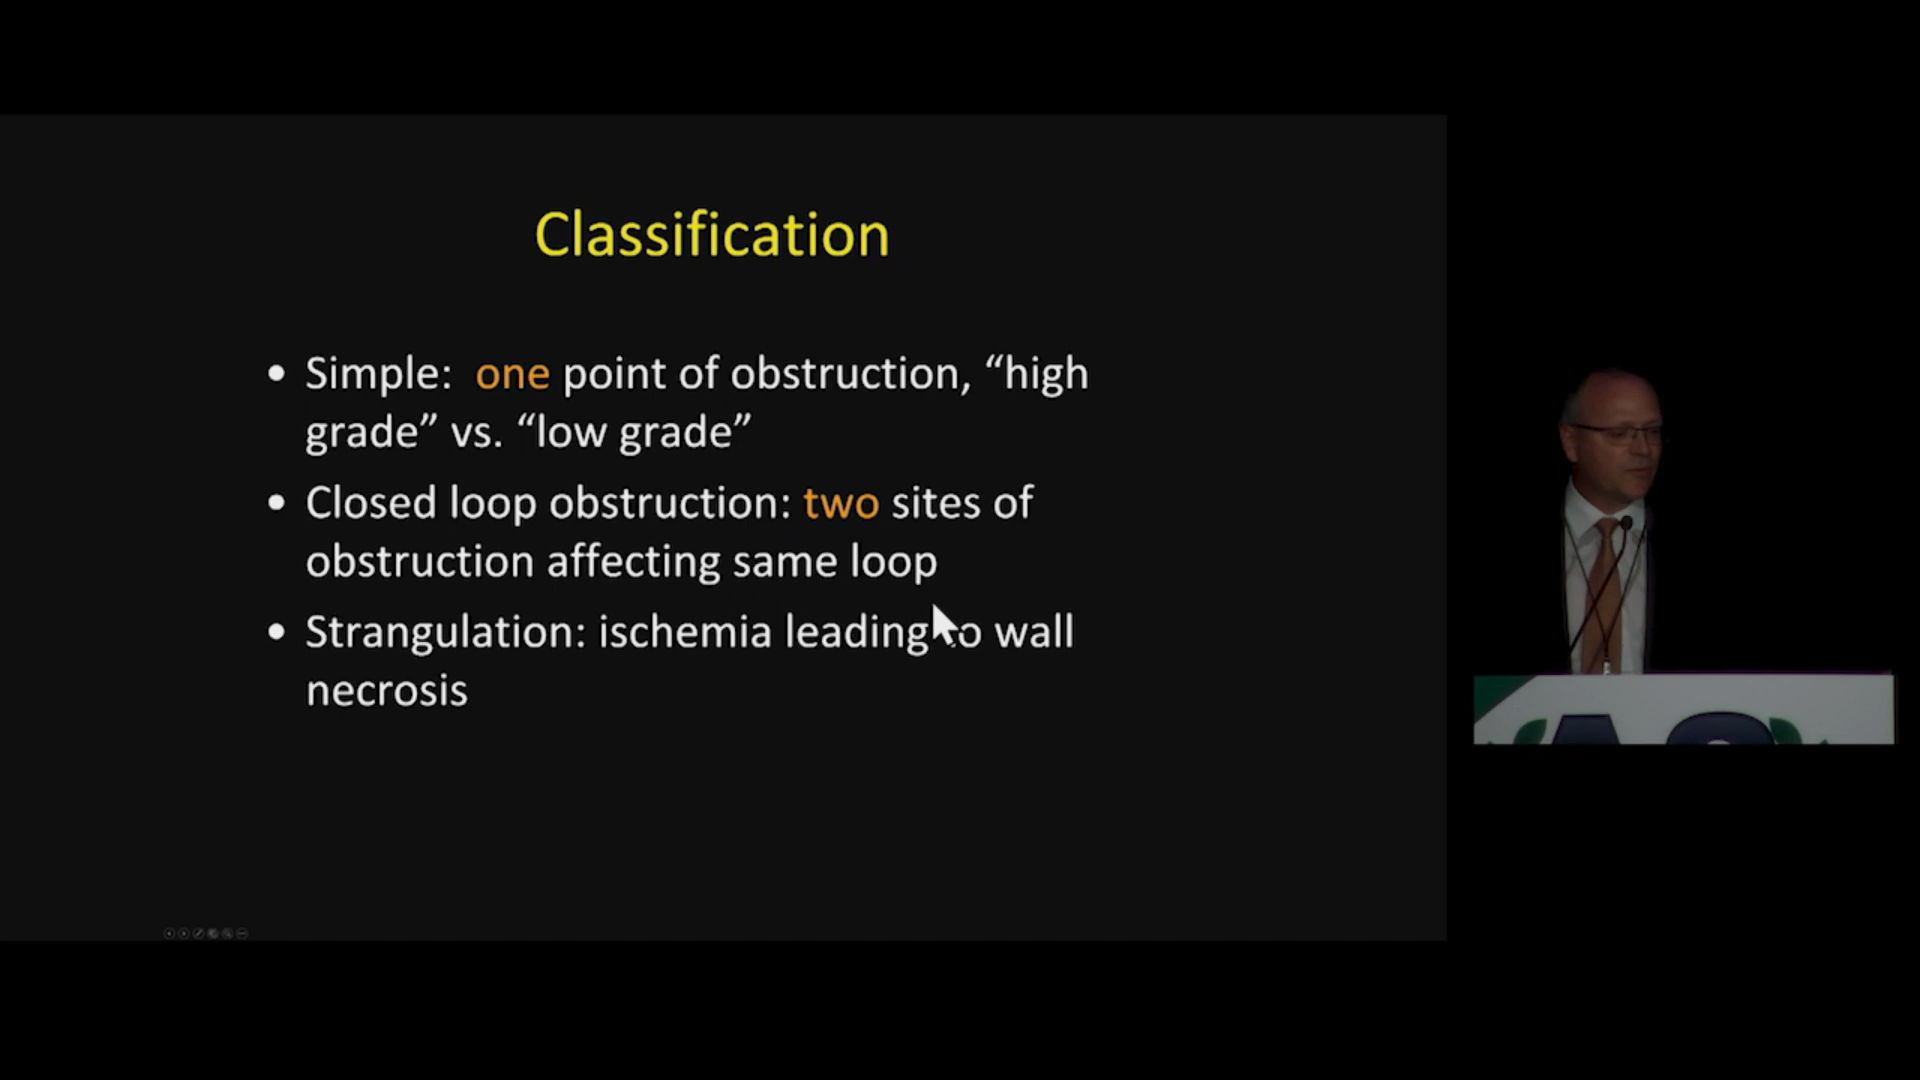 Classification
• Simple: one point of obstruction, “high
grade” vs. “low grade”
• Closed loop obstruction: two sites of
obstruction affecting same loop
• Strangulation: ischemia leading to wall
necrosis